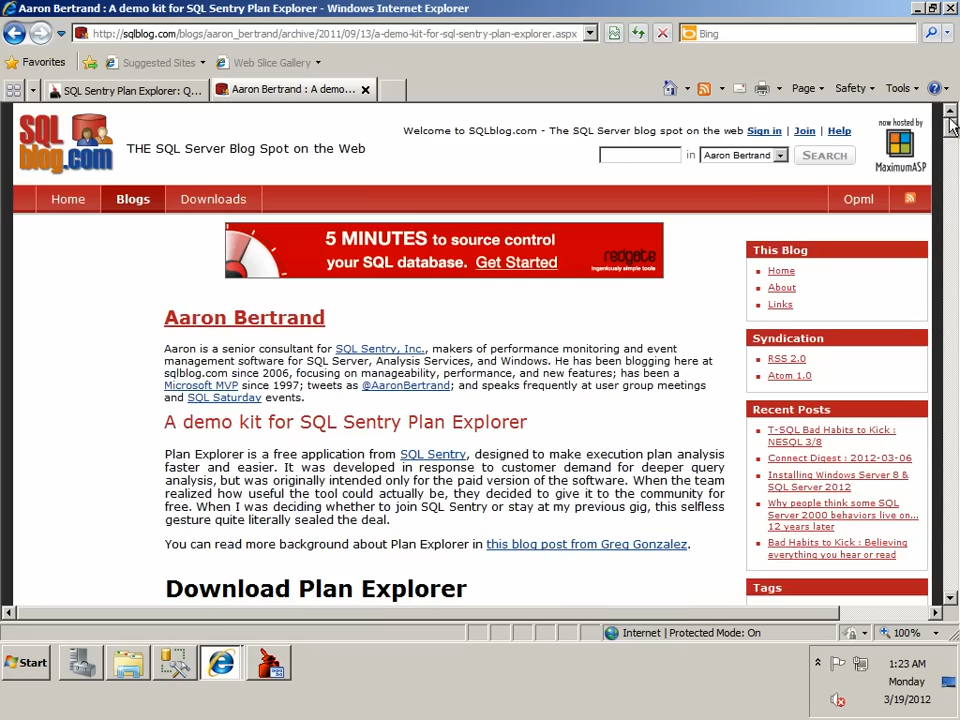 Aaron Bertrand : A demo kit for SQL Sentry Plan Explorer - Windows Internet Explorer
http://sqlblog.com/blogs/aaron_bertrand/archive/2011/09/13/a-demo-kit-for-sql-sentry-plan-explorer.aspx
Bing
Favorites
Suggested Sites
Web Slice Gallery
SQL Sentry Plan Explorer: Q...
Aaron Bertrand : A demo...
Page
Safety
Tools
SQL
blog.com
THE SQL Server Blog Spot on the Web
Welcome to SQLblog.com - The SQL Server blog spot on the web Sign in | Join | Help
in Aaron Bertrand SEARCH
now hosted by
MaximumASP
Home
Blogs
Downloads
Opml
5 MINUTES to source control
your SQL database. Get Started
redgate
ingeniously simple tools
Aaron Bertrand
Aaron is a senior consultant for SQL Sentry, Inc., makers of performance monitoring and event
management software for SQL Server, Analysis Services, and Windows. He has been blogging here at
sqlblog.com since 2006, focusing on manageability, performance, and new features; has been a
Microsoft MVP since 1997; tweets as @AaronBertrand; and speaks frequently at user group meetings
and SQL Saturday events.
A demo kit for SQL Sentry Plan Explorer
Plan Explorer is a free application from SQL Sentry, designed to make execution plan analysis
faster and easier. It was developed in response to customer demand for deeper query
analysis, but was originally intended only for the paid version of the software. When the team
realized how useful the tool could actually be, they decided to give it to the community for
free. When I was deciding whether to join SQL Sentry or stay at my previous gig, this selfless
gesture quite literally sealed the deal.
You can read more background about Plan Explorer in this blog post from Greg Gonzalez.
Download Plan Explorer
This Blog
Home
About
Links
Syndication
RSS 2.0
Atom 1.0
Recent Posts
T-SQL Bad Habits to Kick :
NESQL 3/8
Connect Digest : 2012-03-06
Installing Windows Server 8 &
SQL Server 2012
Why people think some SQL
Server 2000 behaviors live on...
12 years later
Bad Habits to Kick : Believing
everything you hear or read
Tags
Internet | Protected Mode: On
100%
Start
1:23 AM
Monday
3/19/2012